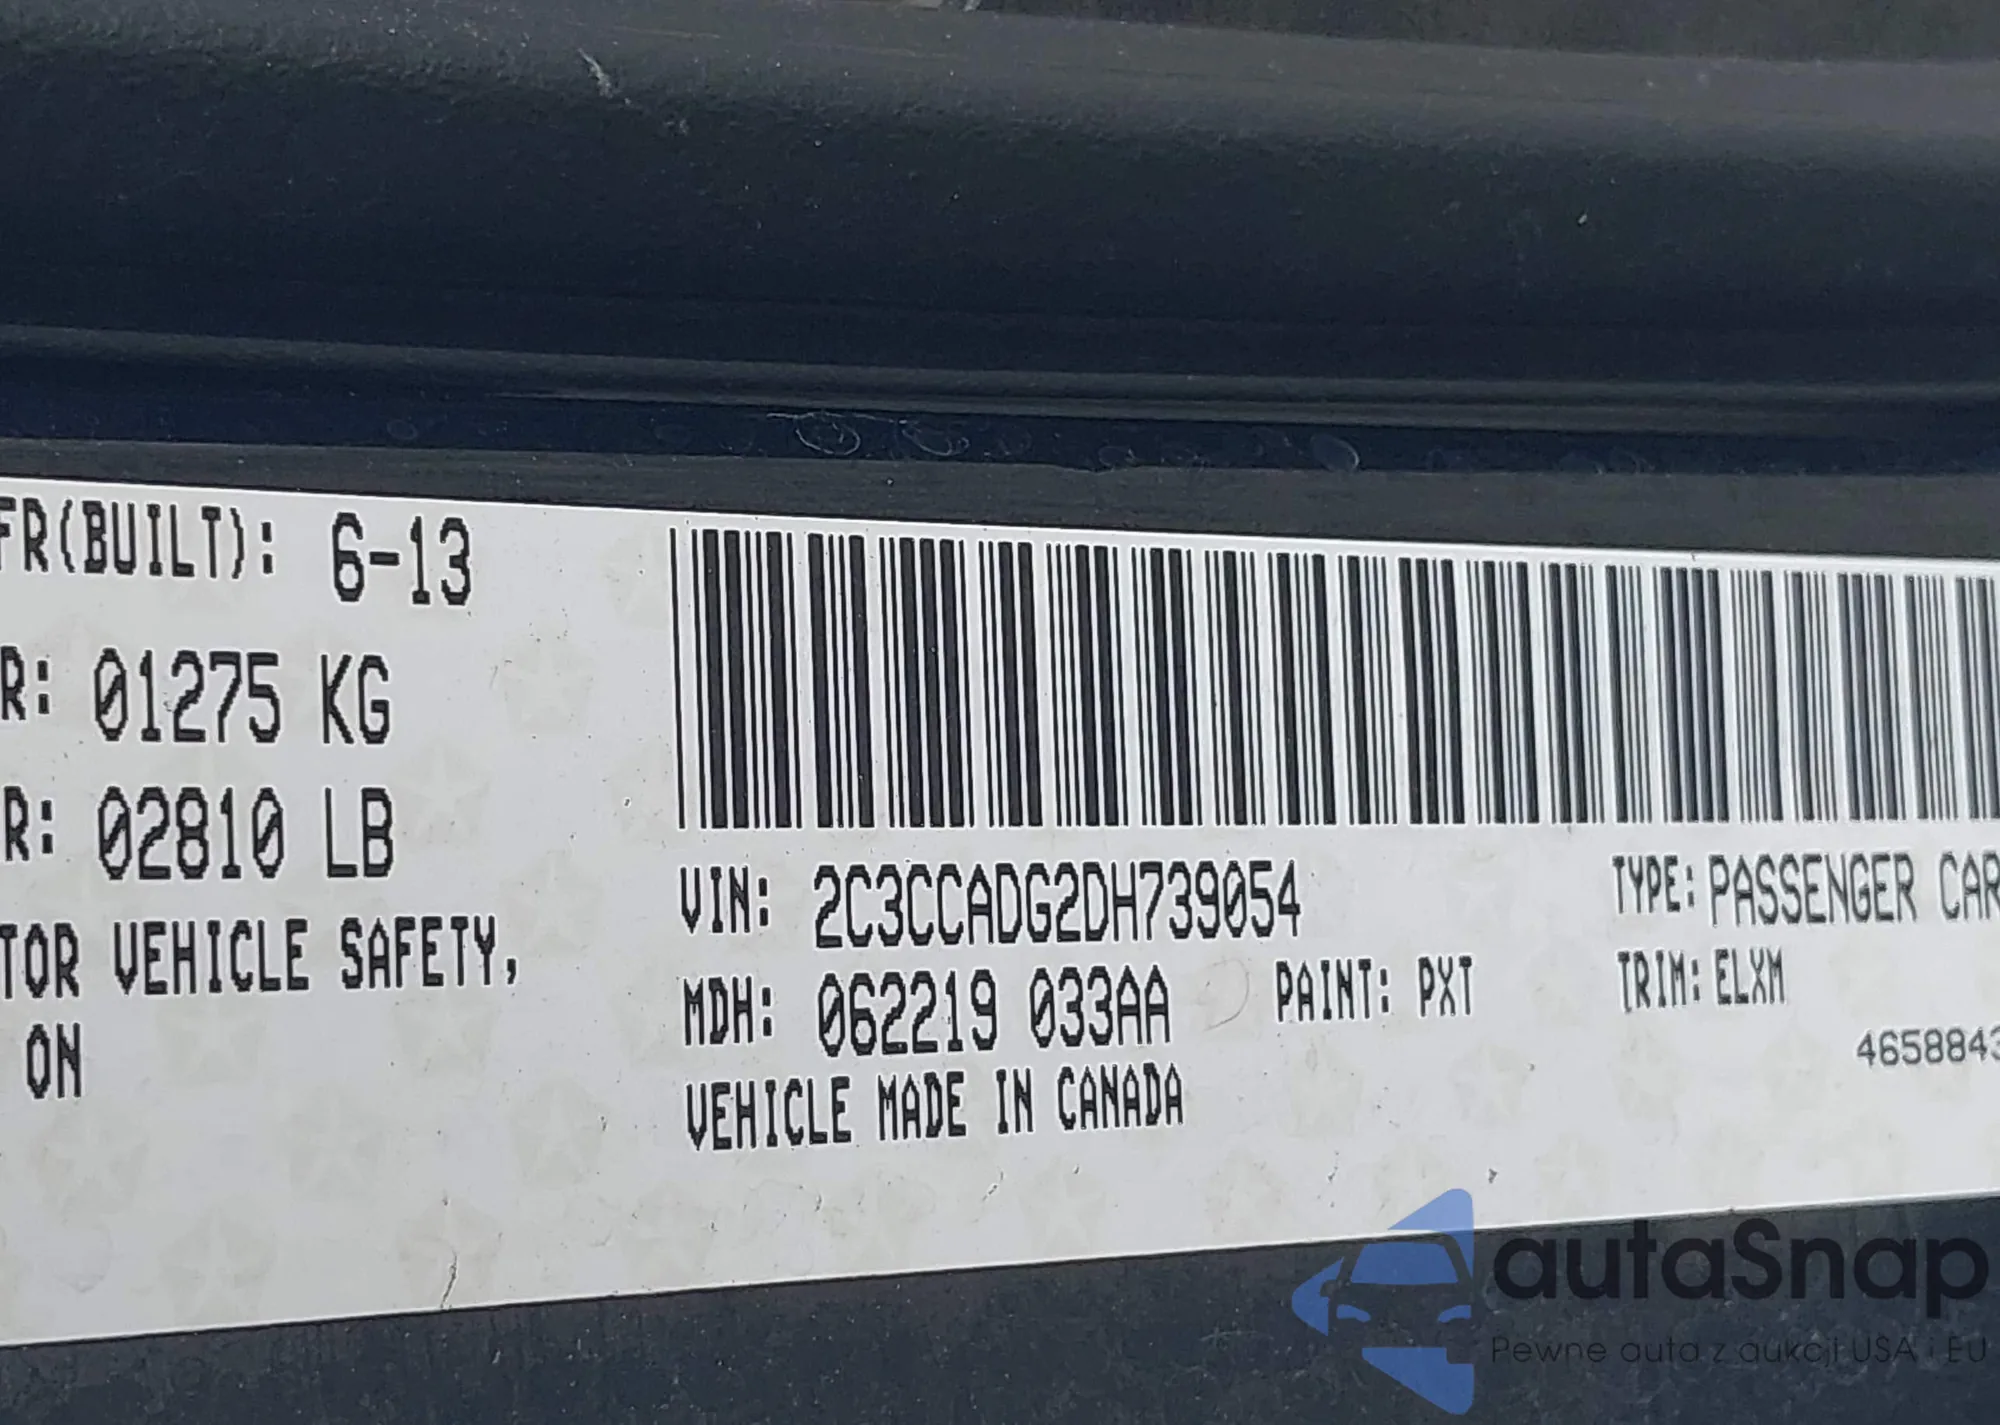 FR(BUILT): 6-13
R: 01275 KG
R: 02810 LB
TOR VEHICLE SAFETY,
ON
VIN: 2C3CCADG2DH739054
TYPE: PASSENGER CAR
MDH: 062219 033AA
PAINT: PXT
TRIM: ELXM
VEHICLE MADE IN CANADA
4658843
autaSnap
Pewne auta z aukcji USA i EU